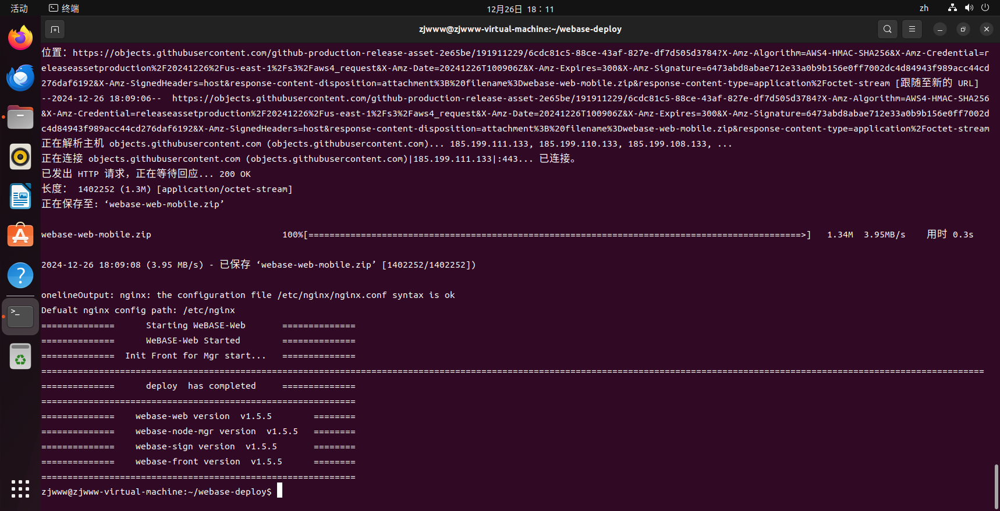 活动 终端 12月26日 18：11 zh
zjwww@zjwww-virtual-machine:~/webase-deploy
位置：https://objects.githubusercontent.com/github-production-release-asset-2e65be/191911229/6cdc81c5-88ce-43af-827e-df7d505d3784?X-Amz-Algorithm=AWS4-HMAC-SHA256&X-Amz-Credential=r
eleaseassetproduction%2F20241226%2Fus-east-1%2Fs3%2Faws4_request&X-Amz-Date=20241226T100906Z&X-Amz-Expires=300&X-Amz-Signature=6473abd8abae712e33a0b9b156e0ff7002dc4d84943f989acc44cd
276daf6192&X-Amz-SignedHeaders=host&response-content-disposition=attachment%3B%20filename%3Dwebase-web-mobile.zip&response-content-type=application%2Foctet-stream [跟随至新的 URL]
--2024-12-26 18:09:06--  https://objects.githubusercontent.com/github-production-release-asset-2e65be/191911229/6cdc81c5-88ce-43af-827e-df7d505d3784?X-Amz-Algorithm=AWS4-HMAC-SHA256
&X-Amz-Credential=releaseassetproduction%2F20241226%2Fus-east-1%2Fs3%2Faws4_request&X-Amz-Date=20241226T100906Z&X-Amz-Expires=300&X-Amz-Signature=6473abd8abae712e33a0b9b156e0ff7002d
c4d84943f989acc44cd276daf6192&X-Amz-SignedHeaders=host&response-content-disposition=attachment%3B%20filename%3Dwebase-web-mobile.zip&response-content-type=application%2Foctet-stream
正在解析主机 objects.githubusercontent.com (objects.githubusercontent.com)... 185.199.111.133, 185.199.110.133, 185.199.108.133, ...
正在连接 objects.githubusercontent.com (objects.githubusercontent.com)|185.199.111.133|:443... 已连接。
已发出 HTTP 请求，正在等待回应... 200 OK
长度： 1402252 (1.3M) [application/octet-stream]
正在保存至: ‘webase-web-mobile.zip’
webase-web-mobile.zip 100%[==============================================================================================>] 1.34M 3.95MB/s 用时 0.3s
2024-12-26 18:09:08 (3.95 MB/s) - 已保存 ‘webase-web-mobile.zip’ [1402252/1402252])
onelineOutput: nginx: the configuration file /etc/nginx/nginx.conf syntax is ok
Defualt nginx config path: /etc/nginx
==============      Starting WeBASE-Web       ==============
==============      WeBASE-Web Started        ==============
==============  Init Front for Mgr start...   ==============
====================================================================================================================================================================================
==============      deploy  has completed     ==============
============================================================
==============    webase-web version  v1.5.5        ========
==============    webase-node-mgr version  v1.5.5   ========
==============    webase-sign version  v1.5.5       ========
==============    webase-front version  v1.5.5      ========
============================================================
zjwww@zjwww-virtual-machine:~/webase-deploy$